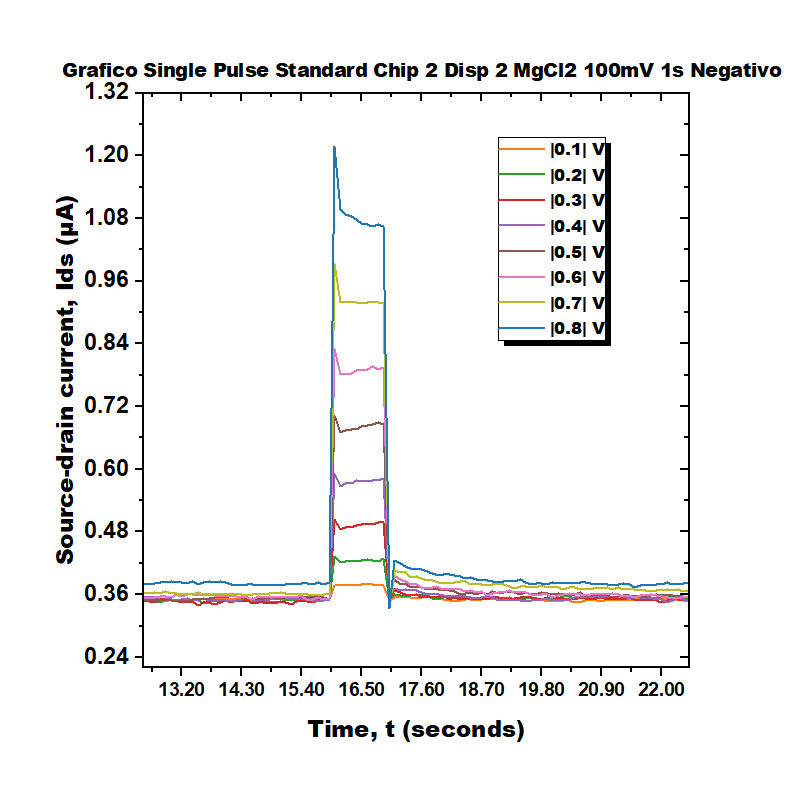 Grafico Single Pulse Standard Chip 2 Disp 2 MgCl2 100mV 1s Negativo
1.32
1.20
1.08
0.96
0.84
0.72
0.60
0.48
0.36
0.24
Source-drain current, Ids (µA)
|0.1| V
|0.2| V
|0.3| V
|0.4| V
|0.5| V
|0.6| V
|0.7| V
|0.8| V
13.20 14.30 15.40 16.50 17.60 18.70 19.80 20.90 22.00
Time, t (seconds)